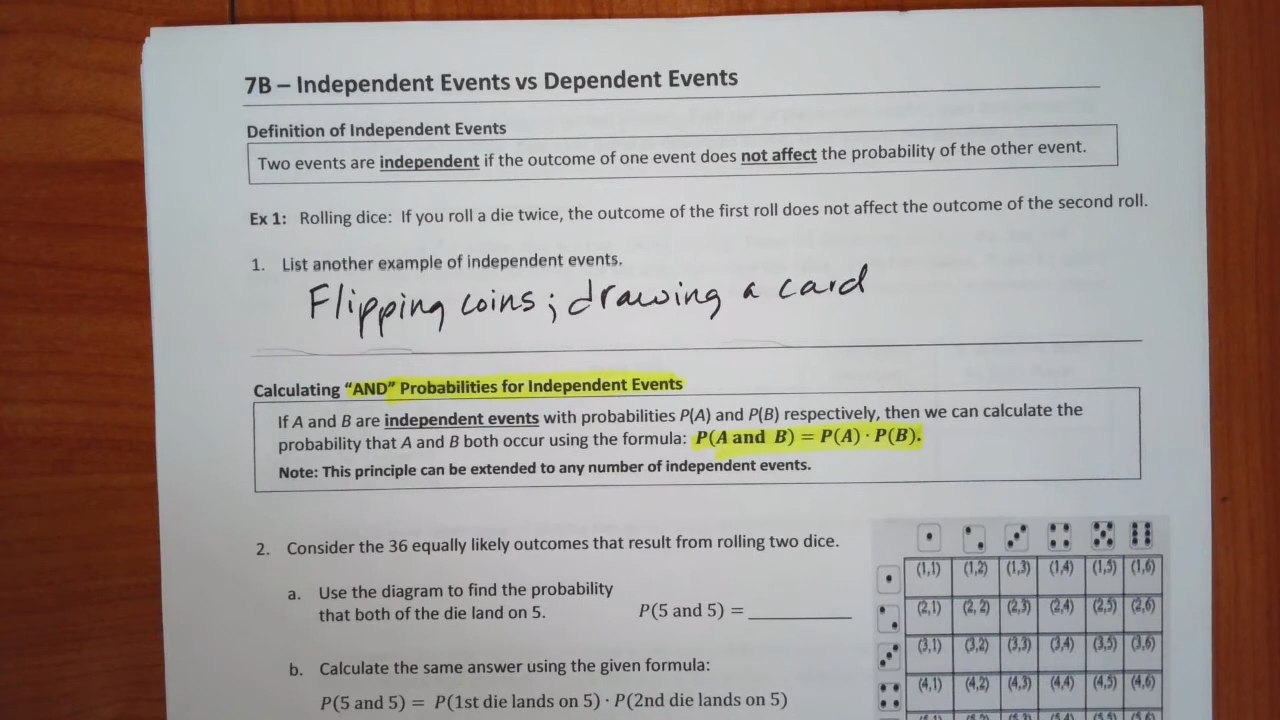 7B – Independent Events vs Dependent Events
Definition of Independent Events
Two events are independent if the outcome of one event does not affect the probability of the other event.
Ex 1: Rolling dice: If you roll a die twice, the outcome of the first roll does not affect the outcome of the second roll.
1. List another example of independent events.
Flipping coins; drawing a card
Calculating “AND” Probabilities for Independent Events
If A and B are independent events with probabilities P(A) and P(B) respectively, then we can calculate the
probability that A and B both occur using the formula: P(A and B) = P(A) · P(B).
Note: This principle can be extended to any number of independent events.
2. Consider the 36 equally likely outcomes that result from rolling two dice.
a. Use the diagram to find the probability
that both of the die land on 5. P(5 and 5) = ________
b. Calculate the same answer using the given formula:
P(5 and 5) = P(1st die lands on 5) · P(2nd die lands on 5)
(1,1) (1,2) (1,3) (1,4) (1,5) (1,6)
(2,1) (2,2) (2,3) (2,4) (2,5) (2,6)
(3,1) (3,2) (3,3) (3,4) (3,5) (3,6)
(4,1) (4,2) (4,3) (4,4) (4,5) (4,6)